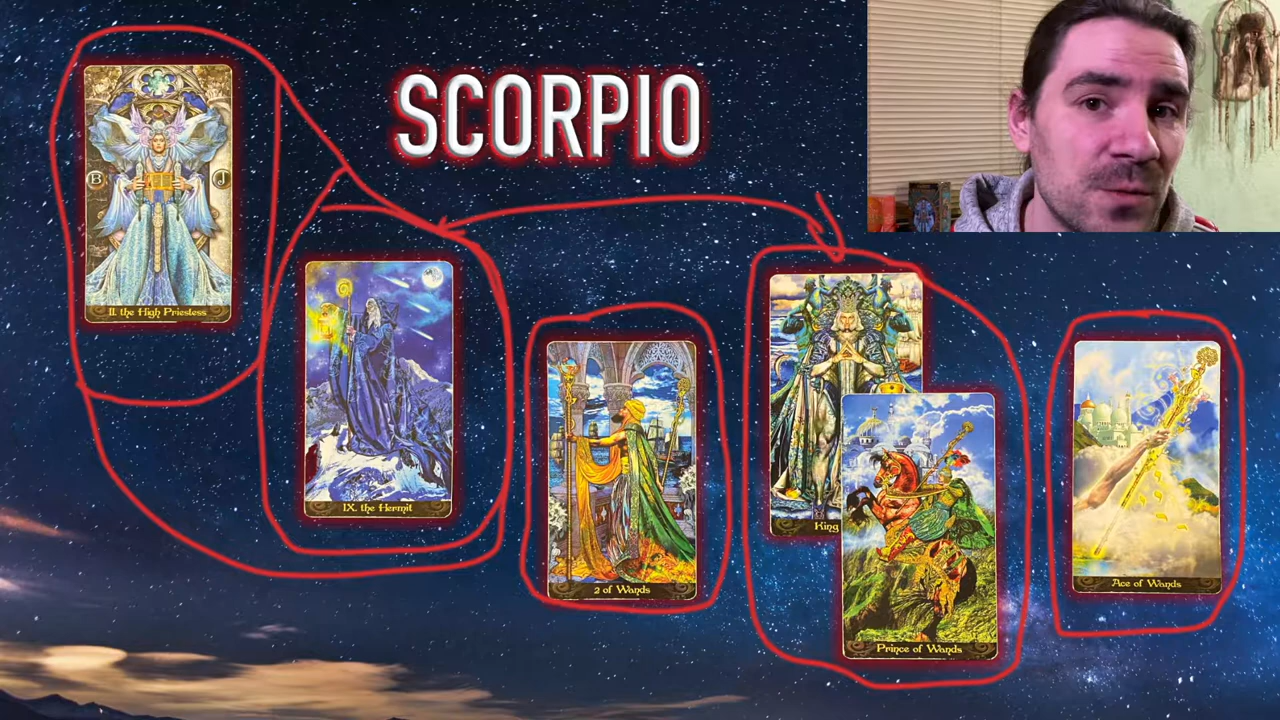 SCORPIO
B
J
II. the High Priestess
IX. the Hermit
2 of Wands
King
Prince of Wands
Ace of Wands